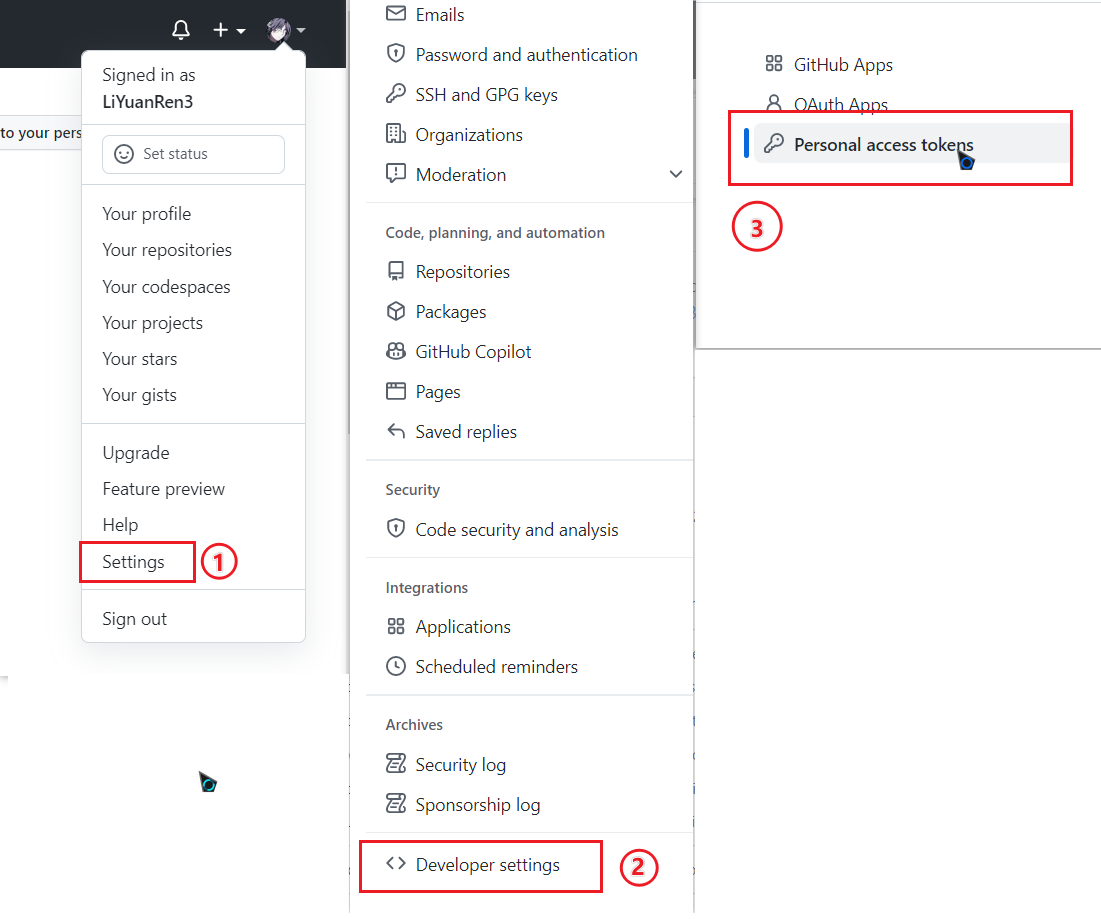 Signed in as
LiYuanRen3
to your pers
Set status
Your profile
Your repositories
Your codespaces
Your projects
Your stars
Your gists
Upgrade
Feature preview
Help
Settings
1
Sign out
Emails
Password and authentication
SSH and GPG keys
Organizations
Moderation
Code, planning, and automation
Repositories
Packages
GitHub Copilot
Pages
Saved replies
Security
Code security and analysis
Integrations
Applications
Scheduled reminders
Archives
Security log
Sponsorship log
Developer settings
2
GitHub Apps
OAuth Apps
Personal access tokens
3